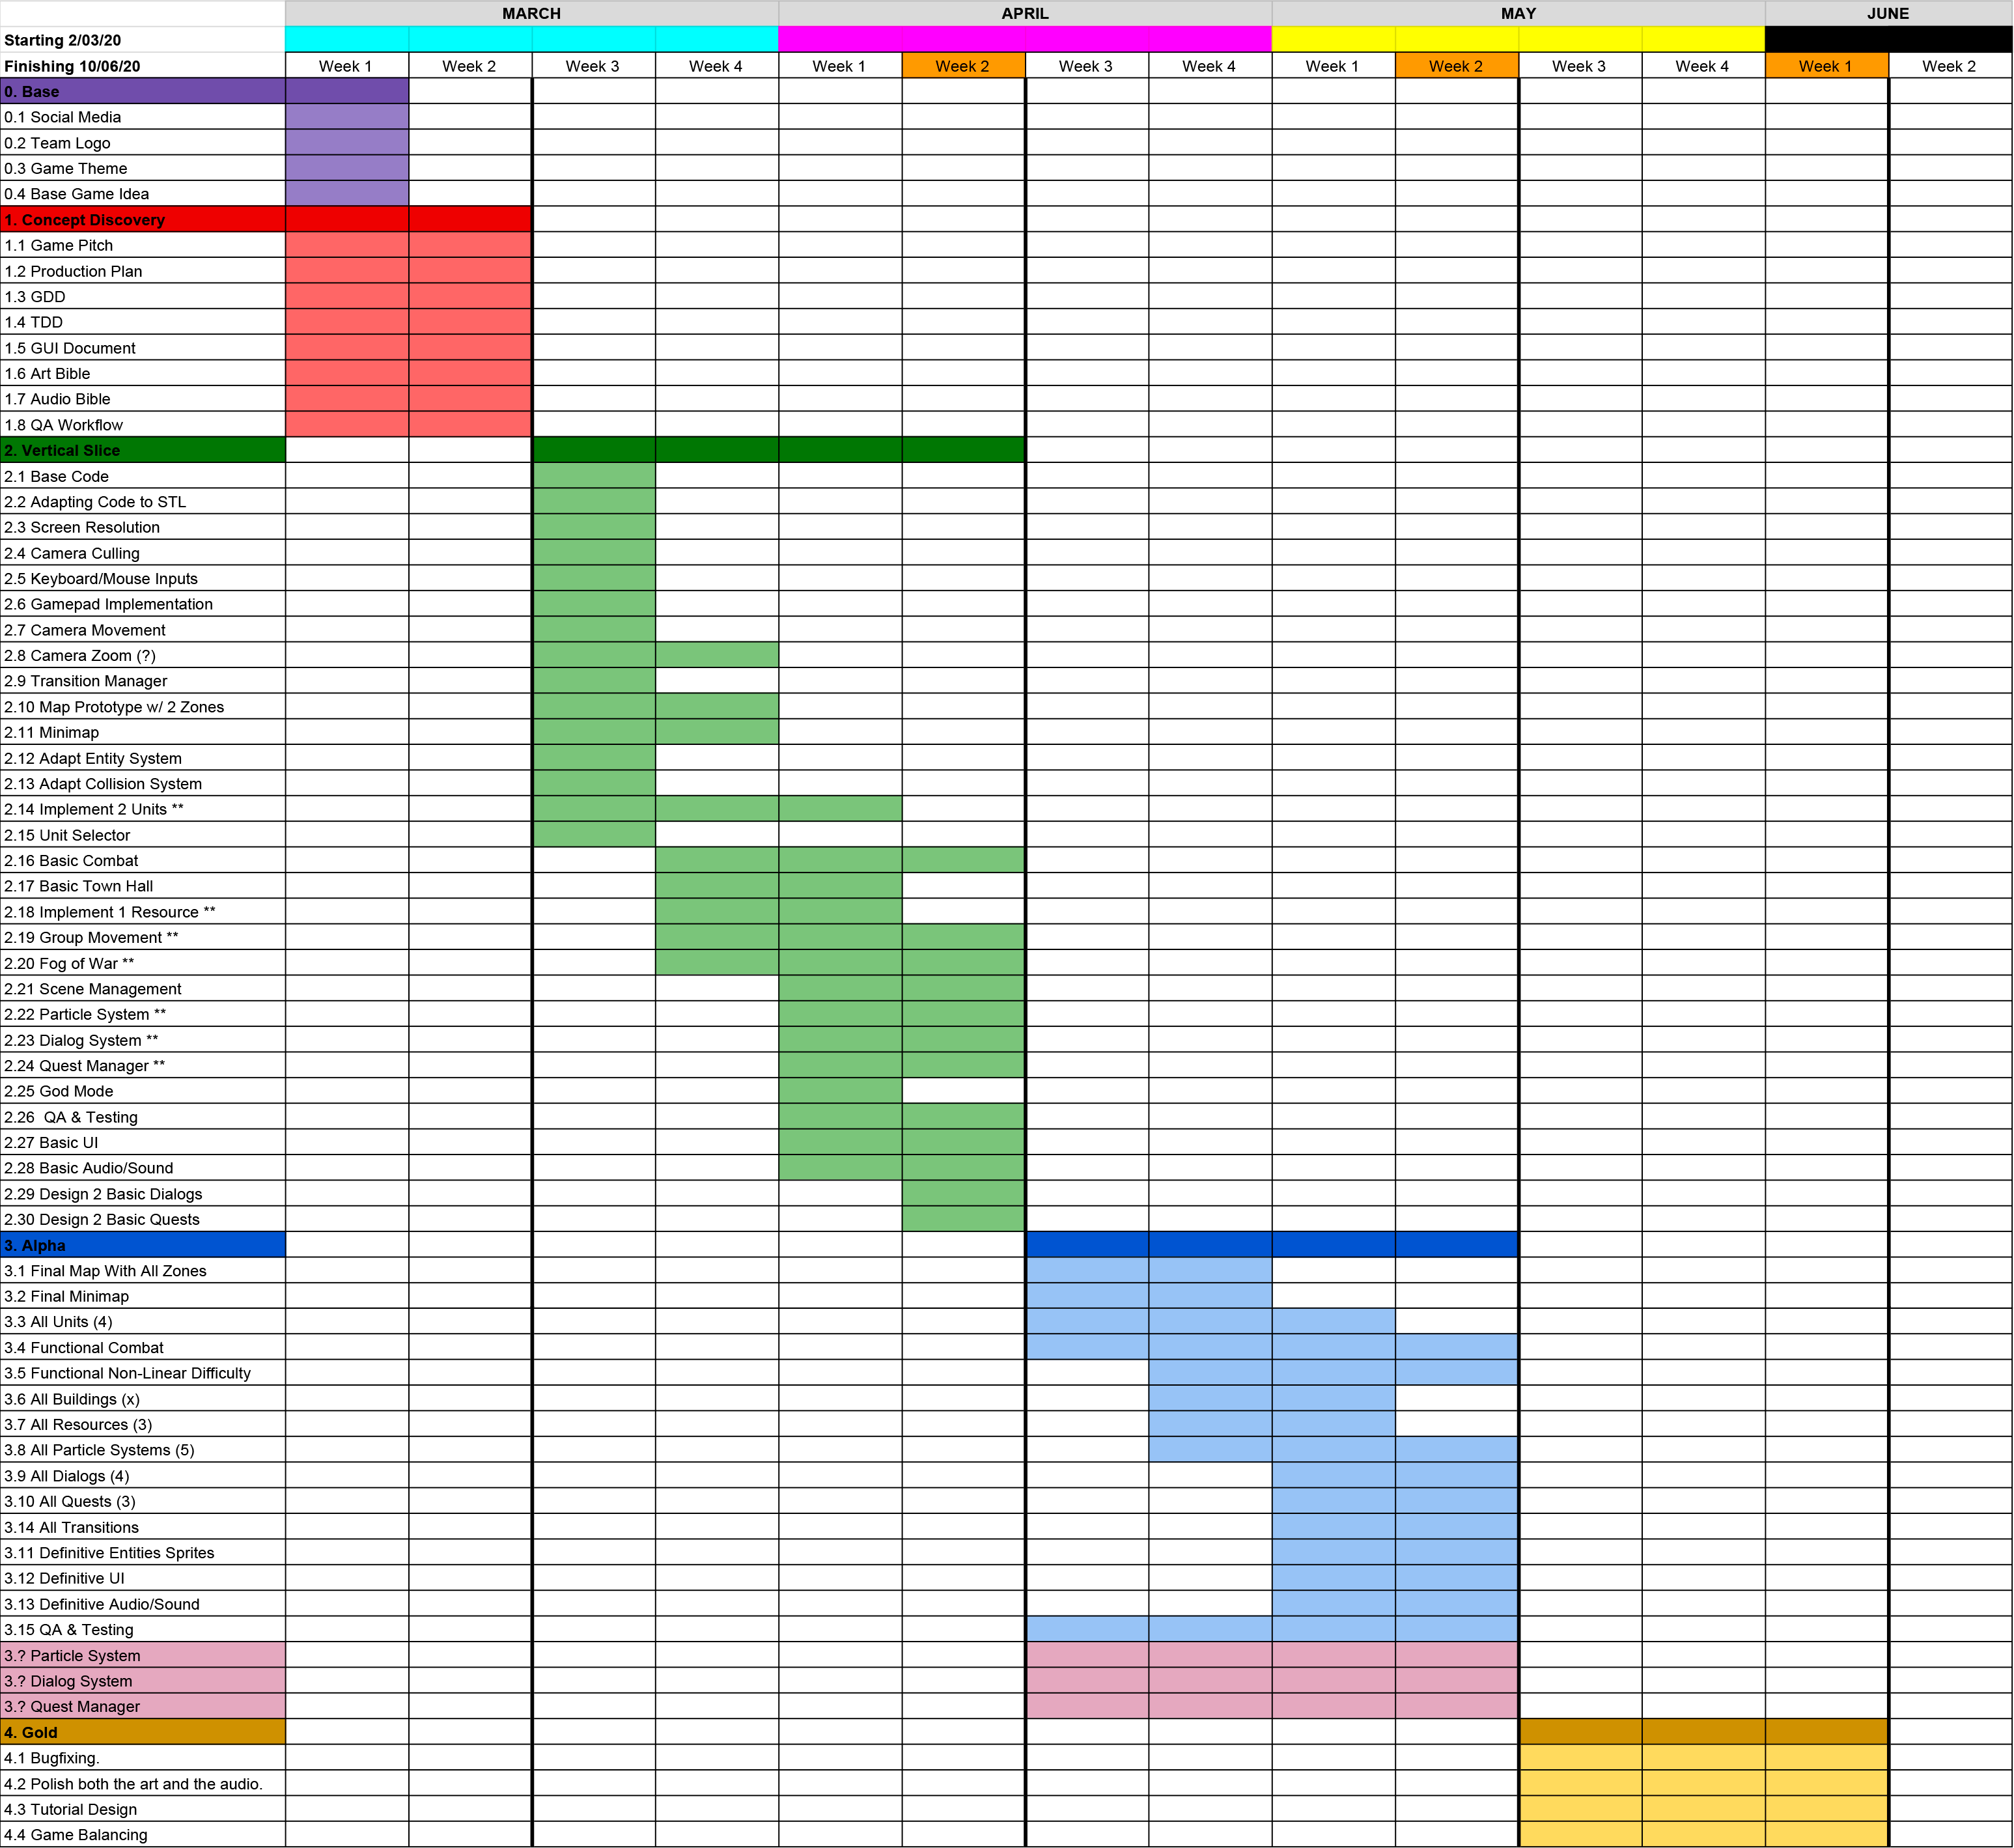 MARCH APRIL MAY JUNE
Starting 2/03/20
Finishing 10/06/20 Week 1 Week 2 Week 3 Week 4 Week 1 Week 2 Week 3 Week 4 Week 1 Week 2 Week 3 Week 4 Week 1 Week 2
0. Base
0.1 Social Media
0.2 Team Logo
0.3 Game Theme
0.4 Base Game Idea
1. Concept Discovery
1.1 Game Pitch
1.2 Production Plan
1.3 GDD
1.4 TDD
1.5 GUI Document
1.6 Art Bible
1.7 Audio Bible
1.8 QA Workflow
2. Vertical Slice
2.1 Base Code
2.2 Adapting Code to STL
2.3 Screen Resolution
2.4 Camera Culling
2.5 Keyboard/Mouse Inputs
2.6 Gamepad Implementation
2.7 Camera Movement
2.8 Camera Zoom (?)
2.9 Transition Manager
2.10 Map Prototype w/ 2 Zones
2.11 Minimap
2.12 Adapt Entity System
2.13 Adapt Collision System
2.14 Implement 2 Units **
2.15 Unit Selector
2.16 Basic Combat
2.17 Basic Town Hall
2.18 Implement 1 Resource **
2.19 Group Movement **
2.20 Fog of War **
2.21 Scene Management
2.22 Particle System **
2.23 Dialog System **
2.24 Quest Manager **
2.25 God Mode
2.26 QA & Testing
2.27 Basic UI
2.28 Basic Audio/Sound
2.29 Design 2 Basic Dialogs
2.30 Design 2 Basic Quests
3. Alpha
3.1 Final Map With All Zones
3.2 Final Minimap
3.3 All Units (4)
3.4 Functional Combat
3.5 Functional Non-Linear Difficulty
3.6 All Buildings (x)
3.7 All Resources (3)
3.8 All Particle Systems (5)
3.9 All Dialogs (4)
3.10 All Quests (3)
3.14 All Transitions
3.11 Definitive Entities Sprites
3.12 Definitive UI
3.13 Definitive Audio/Sound
3.15 QA & Testing
3.? Particle System
3.? Dialog System
3.? Quest Manager
4. Gold
4.1 Bugfixing.
4.2 Polish both the art and the audio.
4.3 Tutorial Design
4.4 Game Balancing